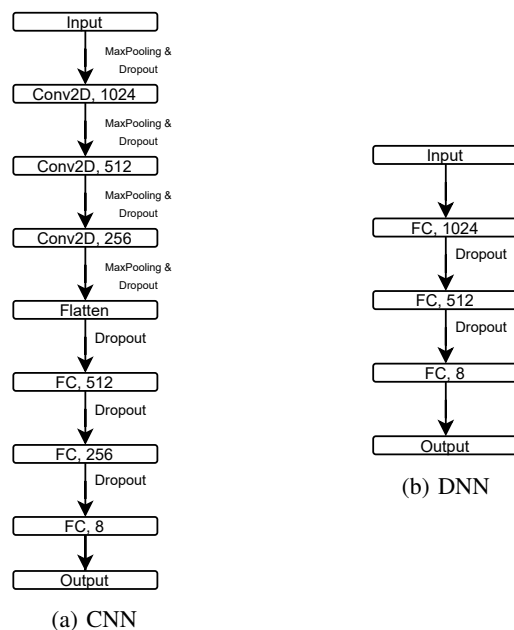 Input
MaxPooling &
Dropout
Conv2D, 1024
MaxPooling &
Dropout
Conv2D, 512
MaxPooling &
Dropout
Conv2D, 256
MaxPooling &
Dropout
Flatten
Dropout
FC, 512
Dropout
FC, 256
Dropout
FC, 8
Output
(a) CNN
Input
FC, 1024
Dropout
FC, 512
Dropout
FC, 8
Output
(b) DNN